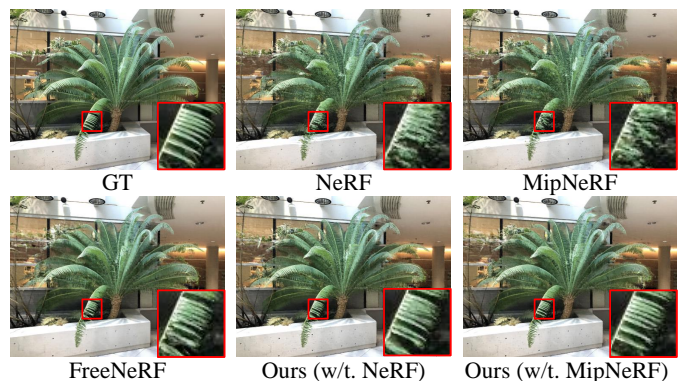 GT
NeRF
MipNeRF
FreeNeRF
Ours (w/t. NeRF)
Ours (w/t. MipNeRF)